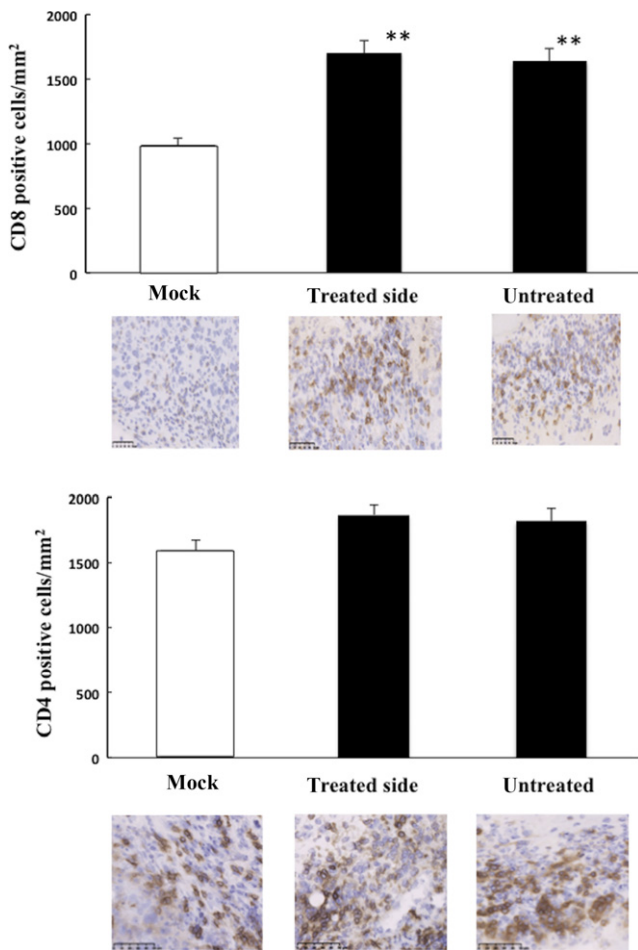 CD8 positive cells/mm²
2000
1500
1000
500
0
**
**
Mock
Treated side
Untreated
CD4 positive cells/mm²
2000
1500
1000
500
0
Mock
Treated side
Untreated